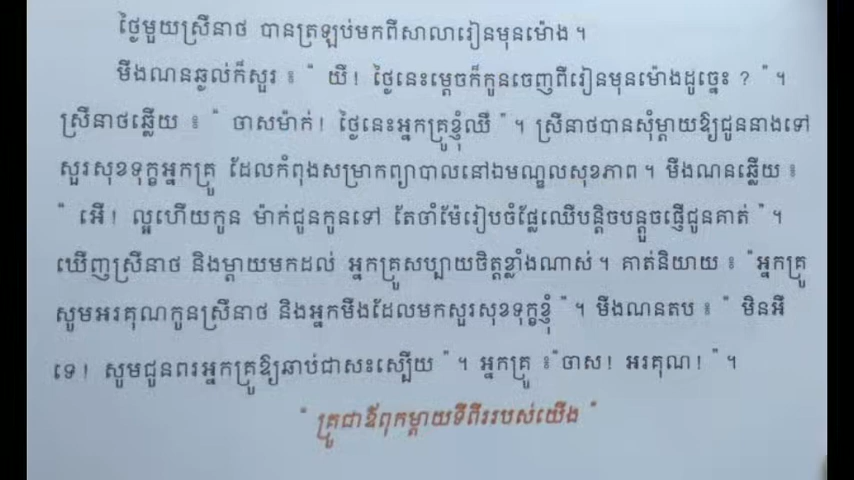 ថ្ងៃមួយស្រីនាថ បានត្រឡប់មកពីសាលារៀនមុនម៉ោង ។
មីងណនឆ្ងល់ក៏សួរ ៖ " យី ! ថ្ងៃនេះម្ដេចក៏កូនចេញពីរៀនមុនម៉ោងដូច្នេះ ? " ។
ស្រីនាថឆ្លើយ ៖ " ចាសម៉ាក់ ! ថ្ងៃនេះអ្នកគ្រូខ្ញុំឈឺ " ។ ស្រីនាថបានសុំម្ដាយឱ្យជូននាងទៅ
សួរសុខទុក្ខអ្នកគ្រូ ដែលកំពុងសម្រាកព្យាបាលនៅឯមណ្ឌលសុខភាព ។ មីងណនឆ្លើយ ៖
" អើ ! ល្អហើយកូន ម៉ាក់ជូនកូនទៅ តែចាំម៉ែរៀបចំផ្លែឈើបន្តិចបន្តួចផ្ញើជូនគាត់ " ។
ឃើញស្រីនាថ និងម្ដាយមកដល់ អ្នកគ្រូសប្បាយចិត្តខ្លាំងណាស់ ។ គាត់និយាយ ៖ "អ្នកគ្រូ
សូមអរគុណកូនស្រីនាថ និងអ្នកមីងដែលមកសួរសុខទុក្ខខ្ញុំ " ។ មីងណនតប ៖ " មិនអី
ទេ ! សូមជូនពរអ្នកគ្រូឱ្យឆាប់ជាសះស្បើយ " ។ អ្នកគ្រូ ៖"ចាស ! អរគុណ ! " ។
" គ្រូជាឪពុកម្ដាយទីពីររបស់យើង "